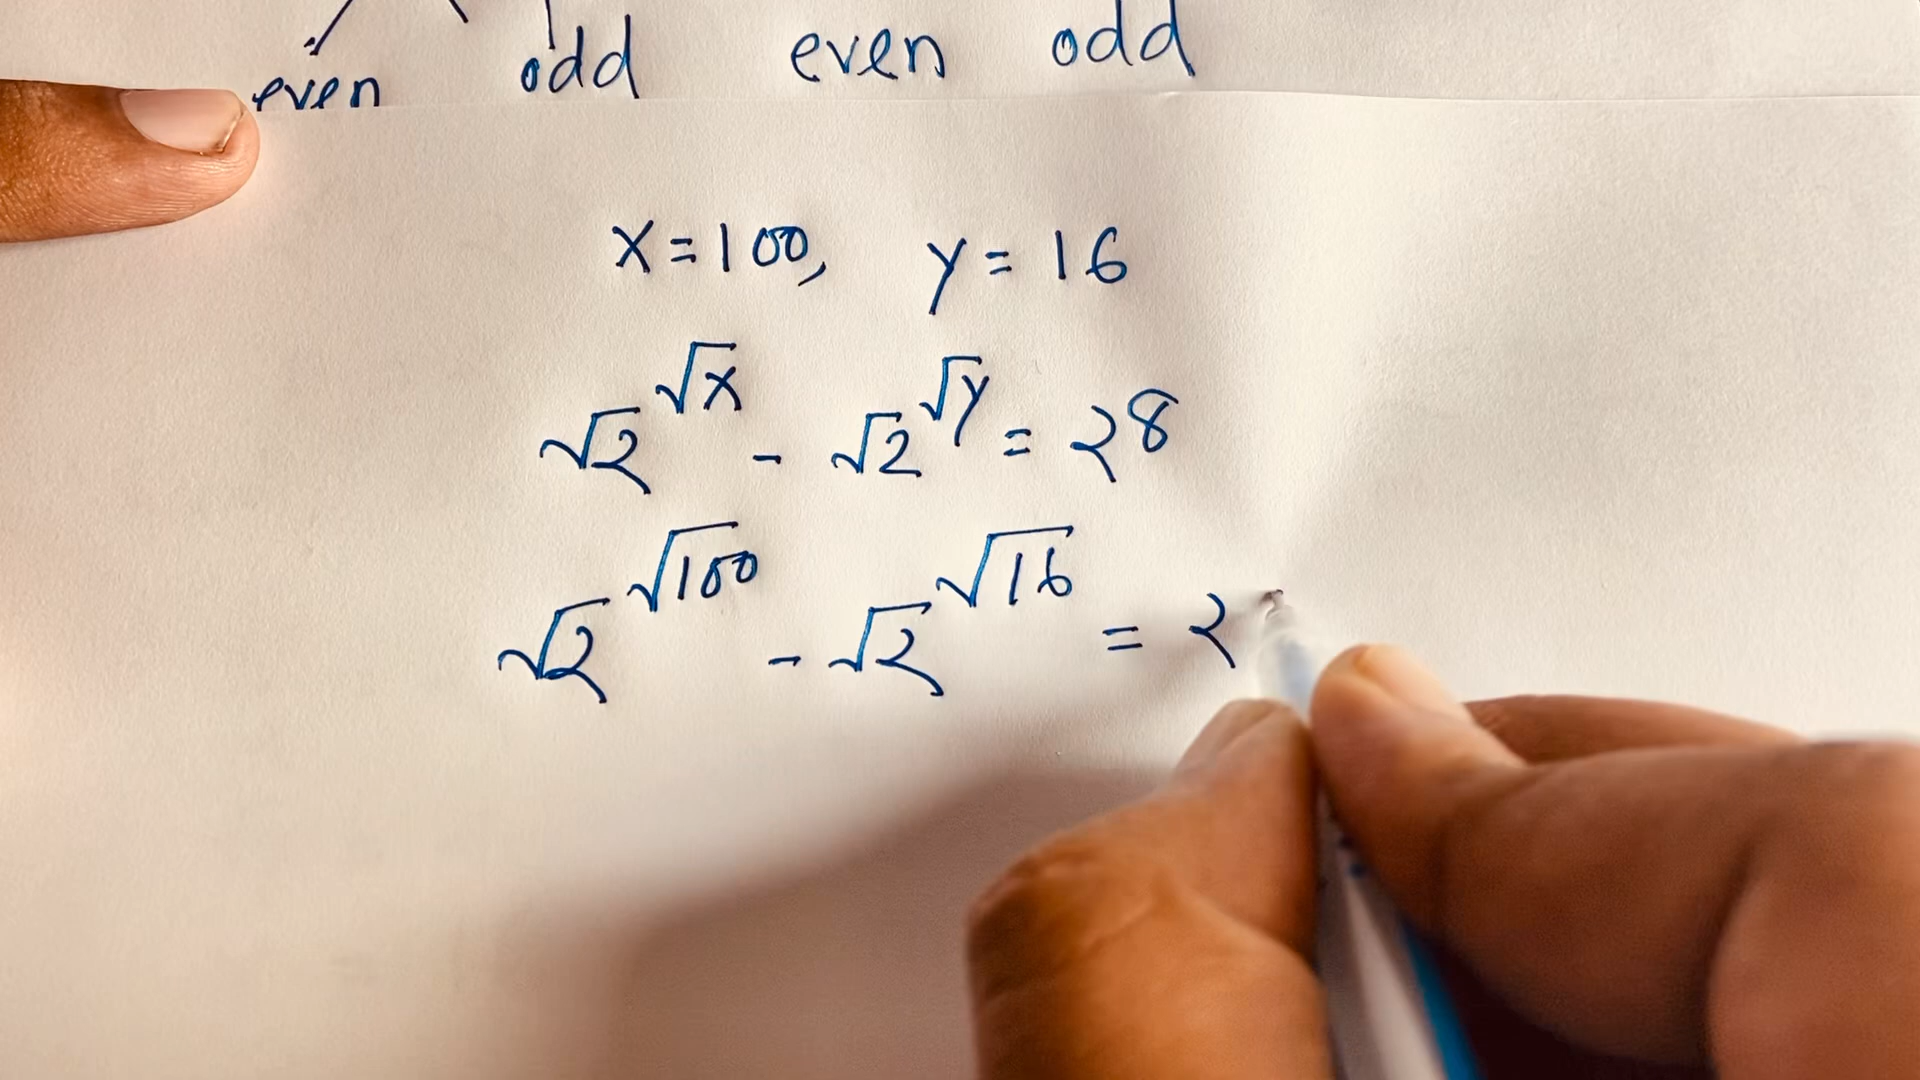 even odd even odd
x=100, y=16
√2^√x - √2^√y = 28
√2^√100 - √2^√16 = 2